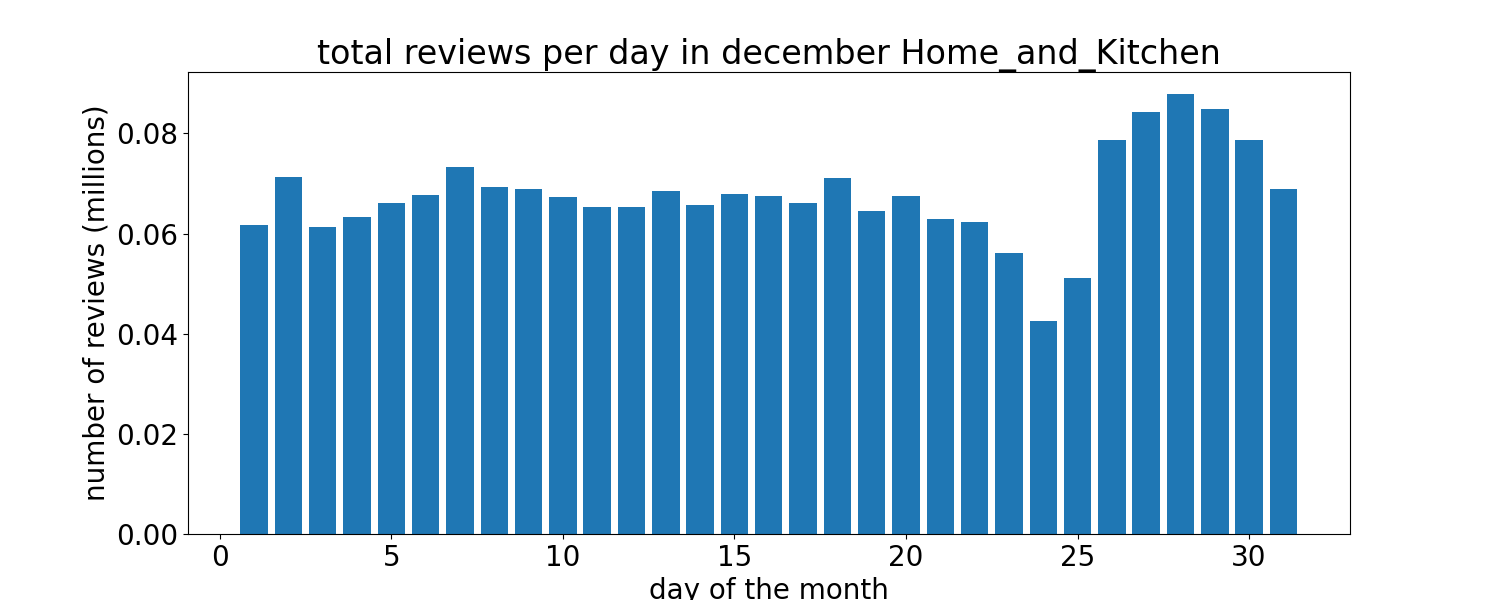 total reviews per day in december Home_and_Kitchen
number of reviews (millions)
0.08
0.06
0.04
0.02
0.00
0 5 10 15 20 25 30
day of the month